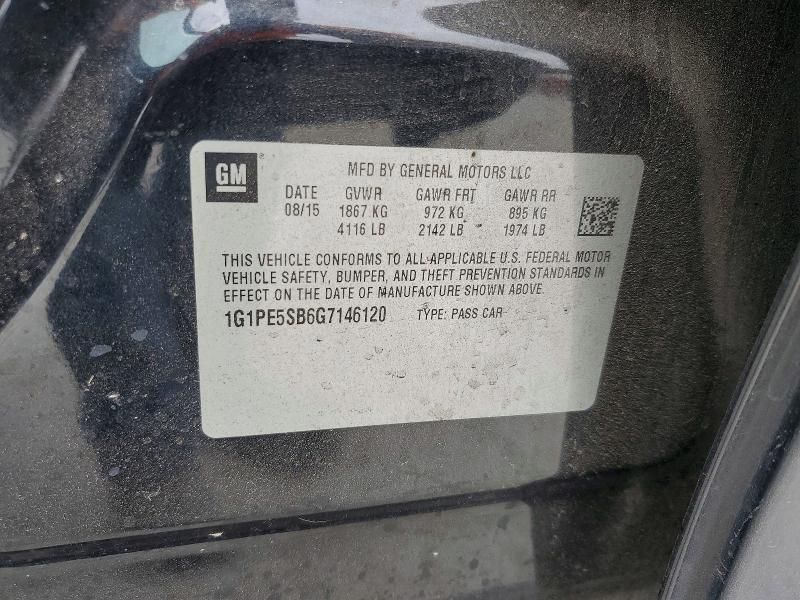 GM
MFD BY GENERAL MOTORS LLC
DATE GVWR GAWR FRT GAWR RR
08/15 1867 KG 972 KG 895 KG
4116 LB 2142 LB 1974 LB
THIS VEHICLE CONFORMS TO ALL APPLICABLE U.S. FEDERAL MOTOR
VEHICLE SAFETY, BUMPER, AND THEFT PREVENTION STANDARDS IN
EFFECT ON THE DATE OF MANUFACTURE SHOWN ABOVE.
1G1PE5SB6G7146120 TYPE: PASS CAR